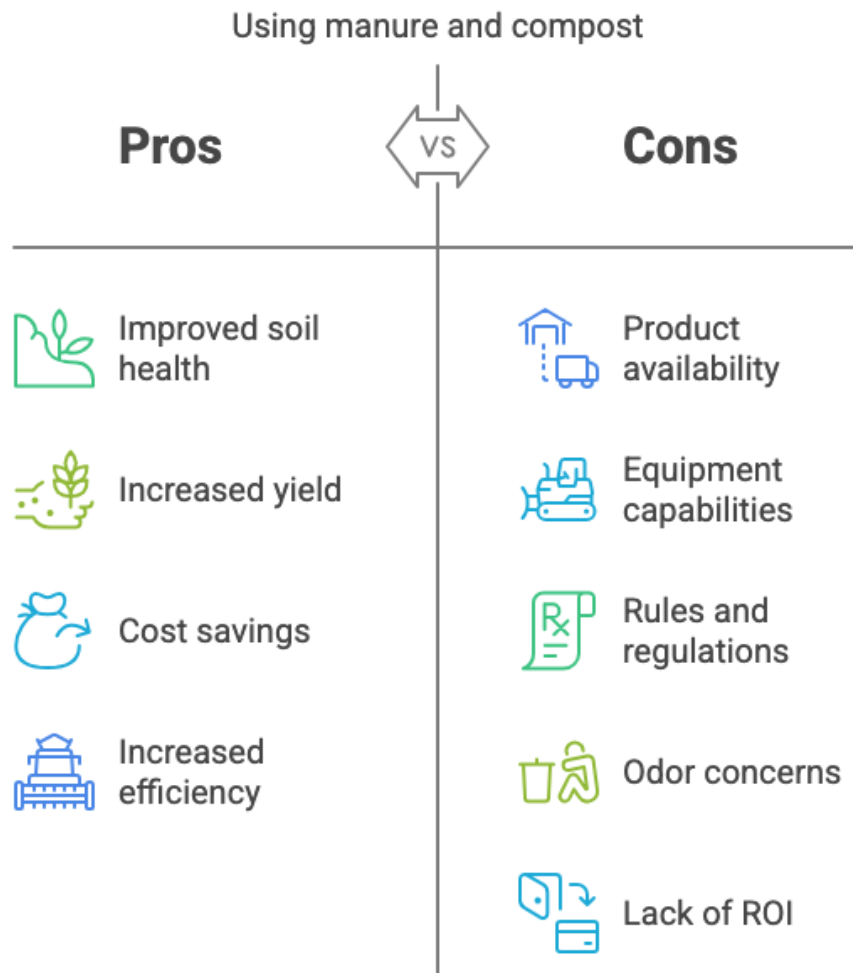 Using manure and compost
Pros
VS
Cons
Improved soil
health
Increased yield
Cost savings
Increased
efficiency
Product
availability
Equipment
capabilities
Rx
Rules and
regulations
Odor concerns
Lack of ROI